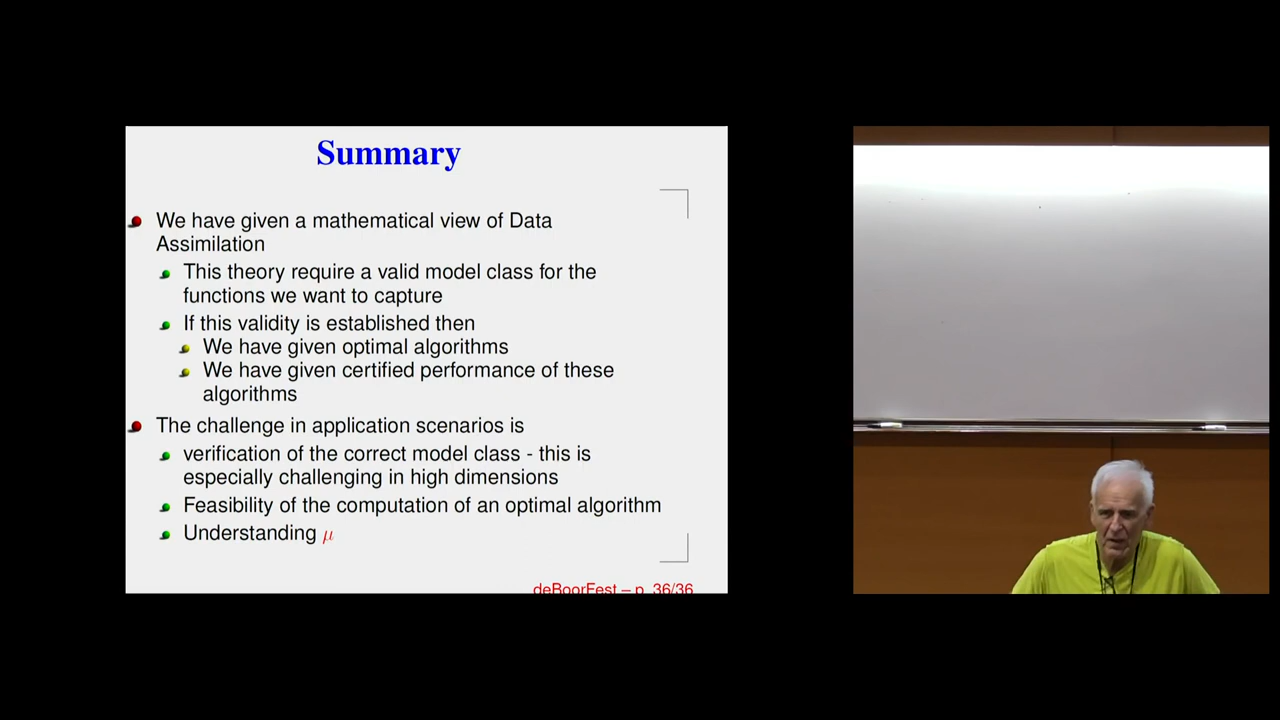 Summary
We have given a mathematical view of Data
Assimilation
This theory require a valid model class for the
functions we want to capture
If this validity is established then
We have given optimal algorithms
We have given certified performance of these
algorithms
The challenge in application scenarios is
verification of the correct model class - this is
especially challenging in high dimensions
Feasibility of the computation of an optimal algorithm
Understanding μ
deBoorFest – p. 36/36